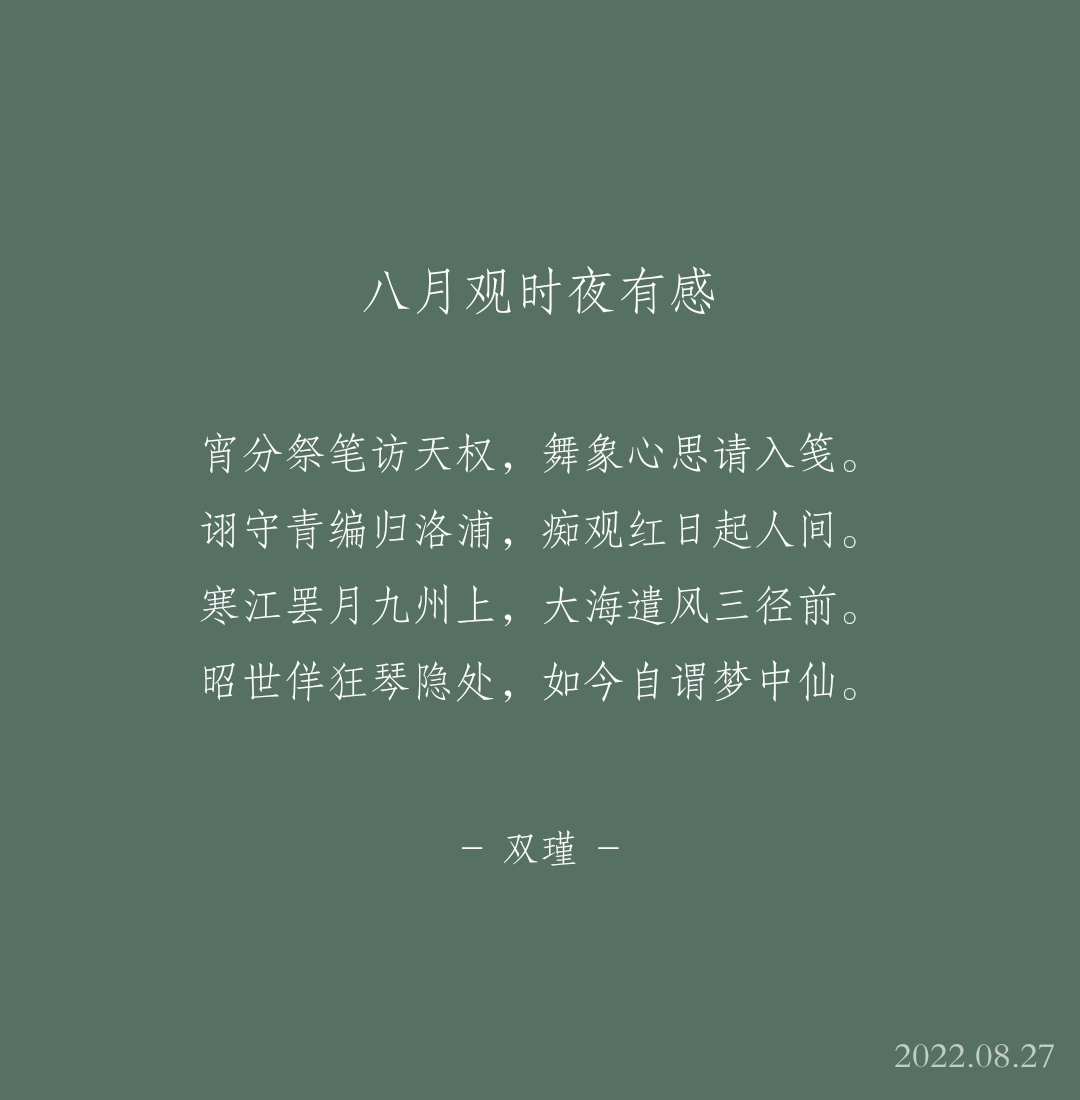 八月观时夜有感
宵分祭笔访天权，舞象心思请入笺。
诩守青编归洛浦，痴观红日起人间。
寒江罢月九州上，大海遣风三径前。
昭世佯狂琴隐处，如今自谓梦中仙。
– 双瑾 –
2022.08.27